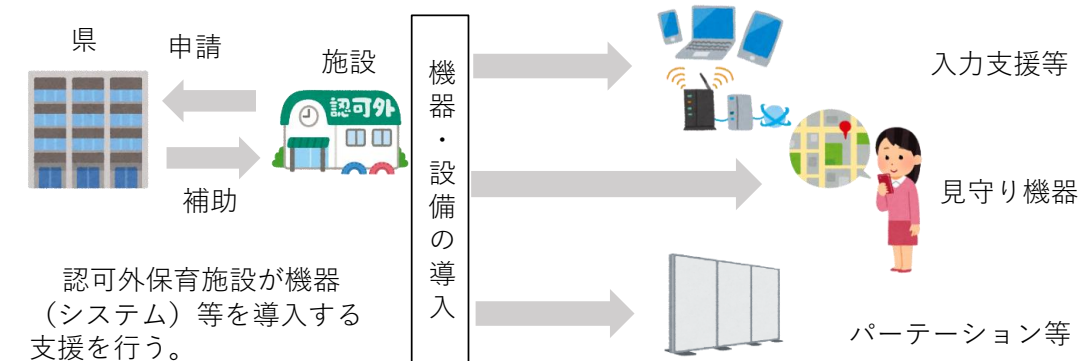 県
申請
施設
認可外
補助
認可外保育施設が機器
（システム）等を導入する
支援を行う。
機器・設備の導入
入力支援等
見守り機器
パーテーション等